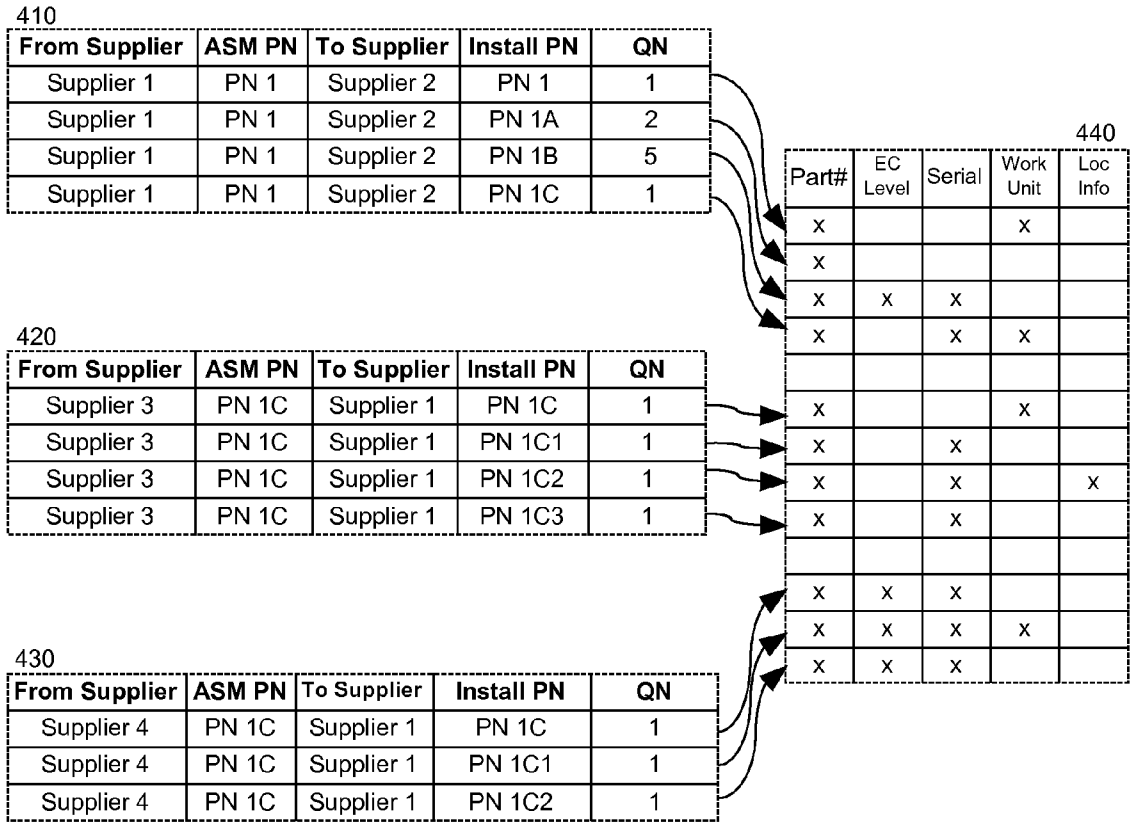 410
From Supplier ASM PN To Supplier Install PN QN
Supplier 1 PN 1 Supplier 2 PN 1 1
Supplier 1 PN 1 Supplier 2 PN 1A 2
Supplier 1 PN 1 Supplier 2 PN 1B 5
Supplier 1 PN 1 Supplier 2 PN 1C 1
420
From Supplier ASM PN To Supplier Install PN QN
Supplier 3 PN 1C Supplier 1 PN 1C 1
Supplier 3 PN 1C Supplier 1 PN 1C1 1
Supplier 3 PN 1C Supplier 1 PN 1C2 1
Supplier 3 PN 1C Supplier 1 PN 1C3 1
430
From Supplier ASM PN To Supplier Install PN QN
Supplier 4 PN 1C Supplier 1 PN 1C 1
Supplier 4 PN 1C Supplier 1 PN 1C1 1
Supplier 4 PN 1C Supplier 1 PN 1C2 1
440
Part# EC Level Serial Work Unit Loc Info
x x
x
x x x
x x x
x x
x x
x x x
x x
x x x
x x x x
x x x